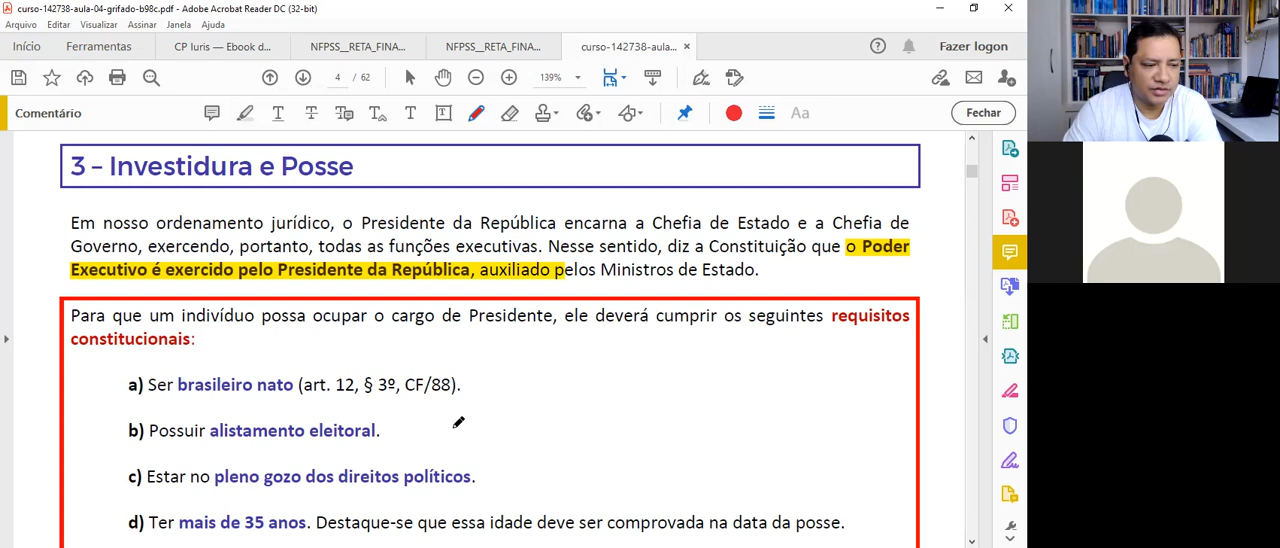 curso-142738-aula-04-grifado-b98c.pdf - Adobe Acrobat Reader DC (32-bit)
Arquivo Editar Visualizar Assinar Janela Ajuda
Início Ferramentas CP Iuris — Ebook d... NFPSS_RETA_FINA... NFPSS_RETA_FINA... curso-142738-aula... × Fazer logon
4 / 62 139%
Comentário Aa Fechar
3 – Investidura e Posse
Em nosso ordenamento jurídico, o Presidente da República encarna a Chefia de Estado e a Chefia de
Governo, exercendo, portanto, todas as funções executivas. Nesse sentido, diz a Constituição que o Poder
Executivo é exercido pelo Presidente da República, auxiliado pelos Ministros de Estado.
Para que um indivíduo possa ocupar o cargo de Presidente, ele deverá cumprir os seguintes requisitos
constitucionais:
a) Ser brasileiro nato (art. 12, § 3º, CF/88).
b) Possuir alistamento eleitoral.
c) Estar no pleno gozo dos direitos políticos.
d) Ter mais de 35 anos. Destaque-se que essa idade deve ser comprovada na data da posse.